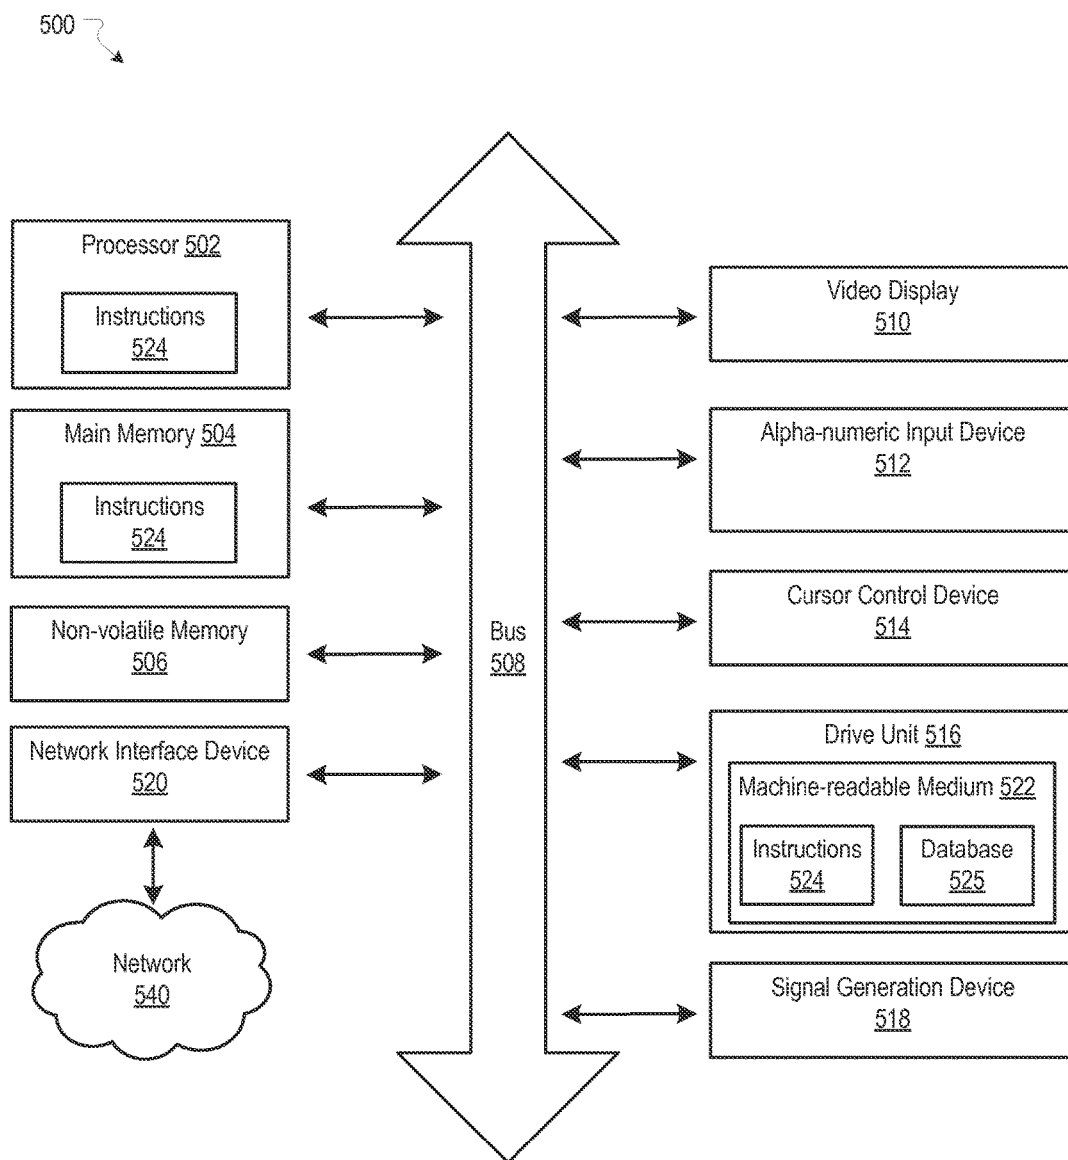 500
Processor 502
Instructions
524
Main Memory 504
Instructions
524
Non-volatile Memory
506
Network Interface Device
520
Network
540
Bus
508
Video Display
510
Alpha-numeric Input Device
512
Cursor Control Device
514
Drive Unit 516
Machine-readable Medium 522
Instructions
524
Database
525
Signal Generation Device
518